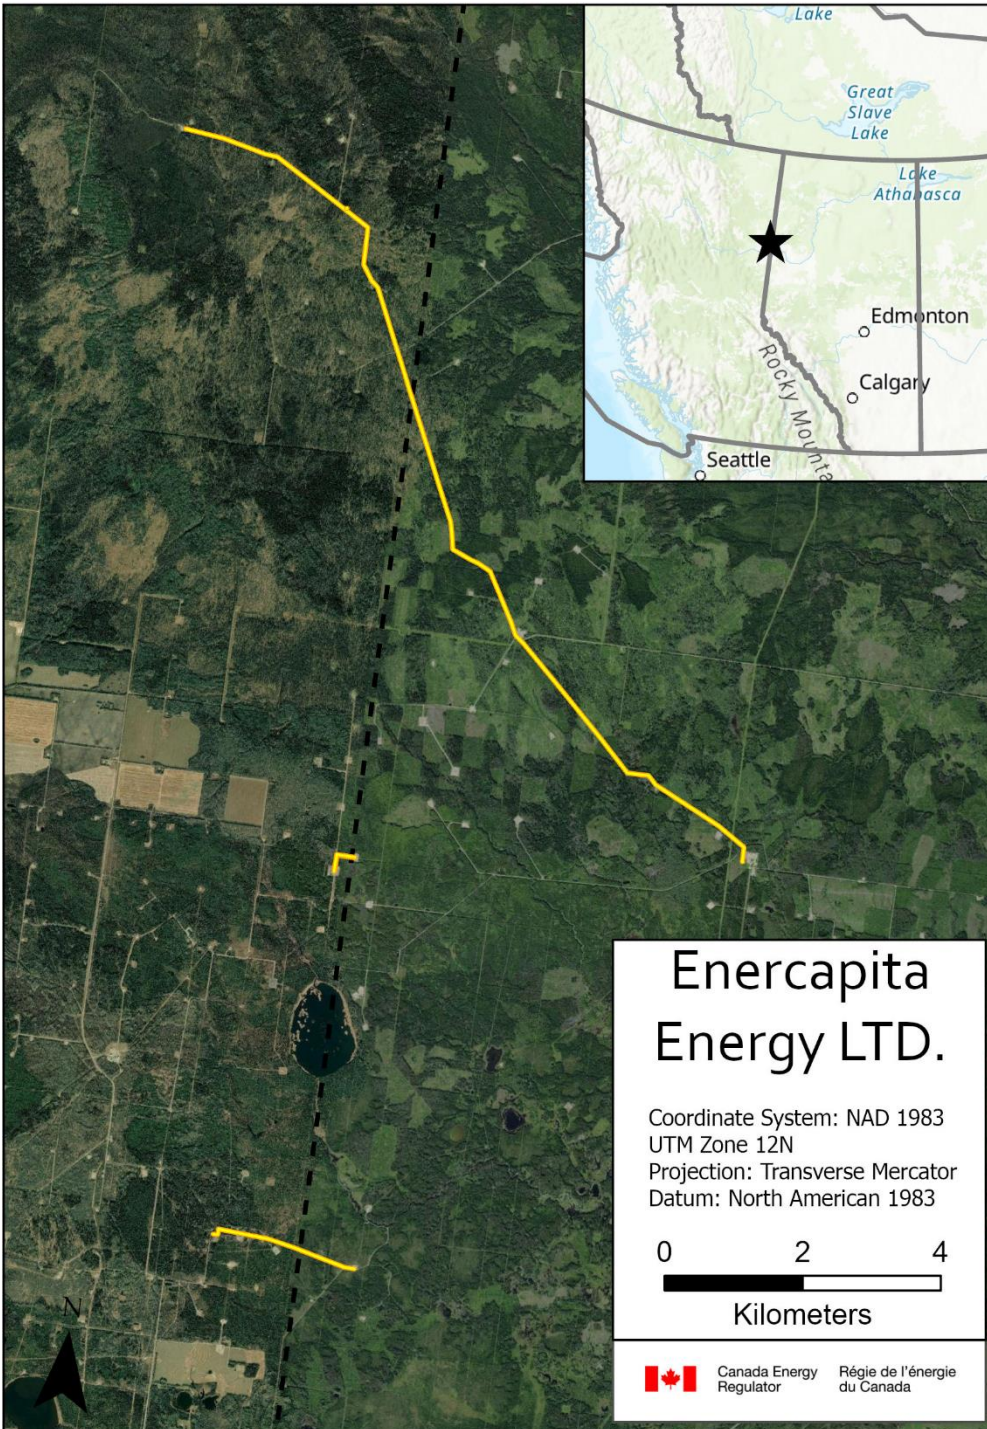 Lake
Great
Slave
Lake
Lake
Athabasca
Edmonton
Calgary
Rocky Mounta
Seattle
Enercapita
Energy LTD.
Coordinate System: NAD 1983
UTM Zone 12N
Projection: Transverse Mercator
Datum: North American 1983
0 2 4
Kilometers
N
Canada Energy
Regulator
Régie de l'énergie
du Canada